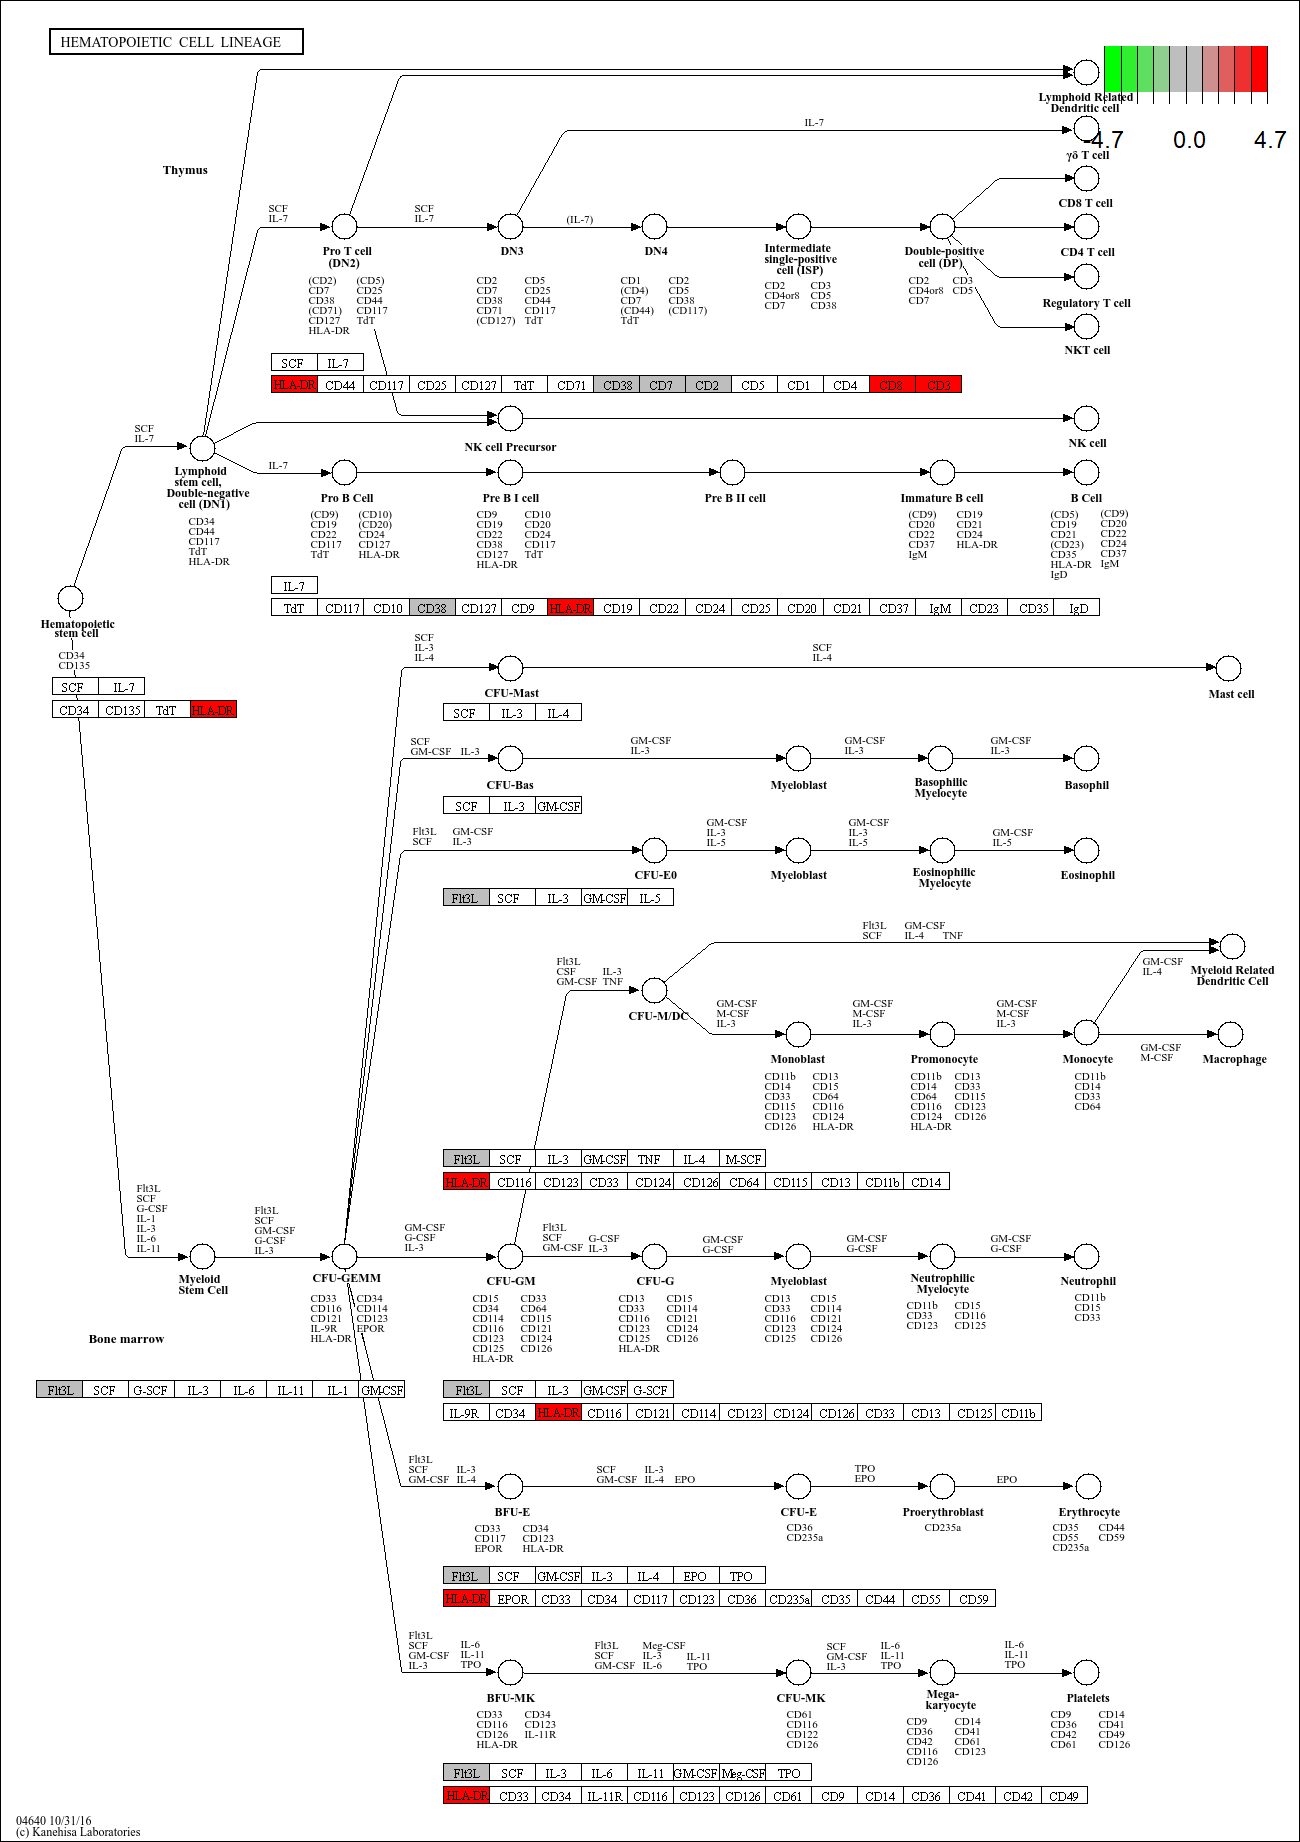 HEMATOPOIETIC CELL LINEAGE
-4.7 0.0 4.7
Lymphoid Related
Dendritic cell
IL-7
γδ T cell
Thymus
CD8 T cell
SCF
IL-7
SCF
IL-7
(IL-7)
Pro T cell
(DN2)
DN3
DN4
Intermediate
single-positive
cell (ISP)
Double-positive
cell (DP)
CD4 T cell
Regulatory T cell
NKT cell
(CD2) (CD5)
CD7 CD25
CD38 CD44
(CD71) CD117
CD127 TdT
HLA-DR
CD2 CD5
CD7 CD25
CD38 CD44
CD71 CD117
(CD127) TdT
CD1 CD2
(CD4) CD5
CD7 CD38
(CD44) (CD117)
TdT
CD2 CD3
CD4or8 CD5
CD7 CD38
CD2 CD3
CD4or8 CD5
CD7
SCF IL-7
HLA-DR CD44 CD117 CD25 CD127 TdT CD71 CD38 CD7 CD2 CD5 CD1 CD4 CD8 CD3
SCF
IL-7
NK cell Precursor
NK cell
IL-7
Lymphoid
stem cell,
Double-negative
cell (DN1)
CD34
CD44
CD117
TdT
HLA-DR
Pro B Cell
Pre B I cell
Pre B II cell
Immature B cell
B Cell
(CD9) (CD10)
CD19 (CD20)
CD22 CD24
CD117 CD127
TdT HLA-DR
CD9 CD10
CD19 CD20
CD22 CD24
CD38 CD117
CD127 TdT
HLA-DR
(CD9) CD19
CD20 CD21
CD22 CD24
CD37 HLA-DR
IgM
(CD5) (CD9)
CD19 CD20
CD21 CD22
(CD23) CD24
CD35 CD37
HLA-DR IgM
IgD
IL-7
TdT CD117 CD10 CD38 CD127 CD9 HLA-DR CD19 CD22 CD24 CD25 CD20 CD21 CD37 IgM CD23 CD35 IgD
Hematopoietic
stem cell
CD34
CD135
SCF IL-7
CD34 CD135 TdT HLA-DR
SCF
IL-3
IL-4
SCF
IL-4
CFU-Mast
Mast cell
SCF IL-3 IL-4
SCF
GM-CSF IL-3
GM-CSF
IL-3
GM-CSF
IL-3
GM-CSF
IL-3
CFU-Bas
Myeloblast
Basophilic
Myelocyte
Basophil
SCF IL-3 GM-CSF
Flt3L GM-CSF
SCF IL-3
GM-CSF
IL-3
IL-5
GM-CSF
IL-3
IL-5
GM-CSF
IL-5
CFU-E0
Myeloblast
Eosinophilic
Myelocyte
Eosinophil
Flt3L SCF IL-3 GM-CSF IL-5
Flt3L GM-CSF
SCF IL-4 TNF
Flt3L
CSF IL-3
GM-CSF TNF
GM-CSF
IL-4
Myeloid Related
Dendritic Cell
CFU-M/DC
GM-CSF
M-CSF
IL-3
GM-CSF
M-CSF
IL-3
GM-CSF
M-CSF
IL-3
GM-CSF
M-CSF
Monoblast
Promonocyte
Monocyte
Macrophage
CD11b CD13
CD14 CD15
CD33 CD64
CD115 CD116
CD123 CD124
CD126 HLA-DR
CD11b CD13
CD14 CD33
CD64 CD115
CD116 CD123
CD124 CD126
HLA-DR
CD11b
CD14
CD33
CD64
Flt3L SCF IL-3 GM-CSF TNF IL-4 M-SCF
HLA-DR CD116 CD123 CD33 CD124 CD126 CD64 CD115 CD13 CD11b CD14
Flt3L
SCF
G-CSF
IL-1
IL-3
IL-6
IL-11
Flt3L
SCF
GM-CSF
G-CSF
IL-3
GM-CSF
G-CSF
IL-3
Flt3L
SCF G-CSF
GM-CSF IL-3
GM-CSF
G-CSF
GM-CSF
G-CSF
GM-CSF
G-CSF
Myeloid
Stem Cell
CFU-GEMM
CFU-GM
CFU-G
Myeloblast
Neutrophilic
Myelocyte
Neutrophil
CD33 CD34
CD116 CD114
CD121 CD123
IL-9R EPOR
HLA-DR
CD15 CD33
CD34 CD64
CD114 CD115
CD116 CD121
CD123 CD124
CD125 CD126
HLA-DR
CD13 CD15
CD33 CD114
CD116 CD121
CD123 CD124
CD125 CD126
HLA-DR
CD13 CD15
CD33 CD114
CD116 CD121
CD123 CD124
CD125 CD126
CD11b CD15
CD33 CD116
CD123 CD125
CD11b
CD15
CD33
Bone marrow
Flt3L SCF G-SCF IL-3 IL-6 IL-11 IL-1 GM-CSF
Flt3L SCF IL-3 GM-CSF G-SCF
IL-9R CD34 HLA-DR CD116 CD121 CD114 CD123 CD124 CD126 CD33 CD13 CD125 CD11b
Flt3L
SCF IL-3
GM-CSF IL-4
SCF IL-3
GM-CSF IL-4 EPO
TPO
EPO
EPO
BFU-E
CFU-E
Proerythroblast
Erythrocyte
CD33 CD34
CD117 CD123
EPOR HLA-DR
CD36
CD235a
CD235a
CD35 CD44
CD55 CD59
CD235a
Flt3L SCF GM-CSF IL-3 IL-4 EPO TPO
HLA-DR EPOR CD33 CD34 CD117 CD123 CD36 CD235a CD35 CD44 CD55 CD59
Flt3L
SCF IL-6
GM-CSF IL-11
IL-3 TPO
Flt3L Meg-CSF
SCF IL-3 IL-11
GM-CSF IL-6 TPO
SCF IL-6
GM-CSF IL-11
IL-3 TPO
IL-6
IL-11
TPO
BFU-MK
CFU-MK
Mega-
karyocyte
Platelets
CD33 CD34
CD116 CD123
CD126 IL-11R
HLA-DR
CD61
CD116
CD122
CD126
CD9 CD14
CD36 CD41
CD42 CD61
CD116 CD123
CD126
CD9 CD14
CD36 CD41
CD42 CD49
CD61 CD126
Flt3L SCF IL-3 IL-6 IL-11 GM-CSF Meg-CSF TPO
HLA-DR CD33 CD34 IL-11R CD116 CD123 CD126 CD61 CD9 CD14 CD36 CD41 CD42 CD49
04640 10/31/16
(c) Kanehisa Laboratories